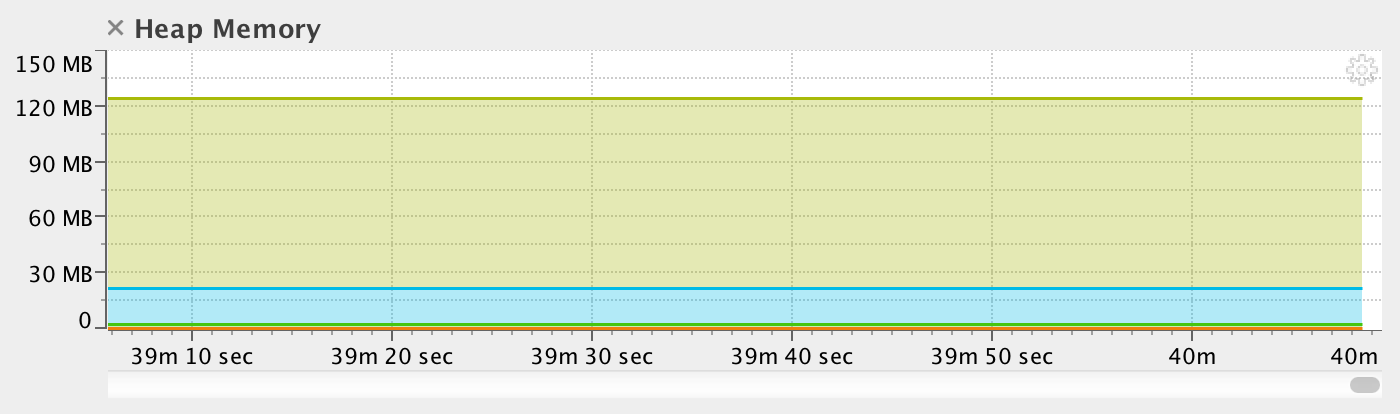 Heap Memory
150 MB
120 MB
90 MB
60 MB
30 MB
0
39m 10 sec 39m 20 sec 39m 30 sec 39m 40 sec 39m 50 sec 40m 40m